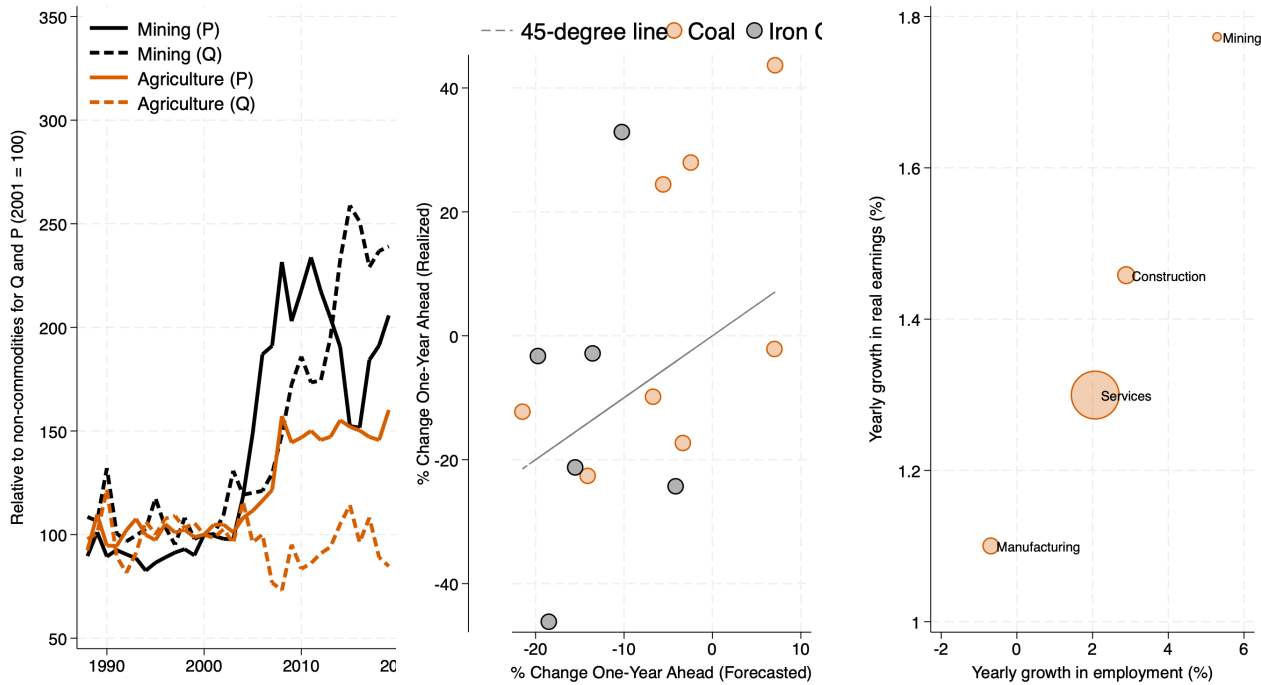 350
300
250
200
150
100
50
Relative to non-commodities for Q and P (2001 = 100)
Mining (P)
Mining (Q)
Agriculture (P)
Agriculture (Q)
1990 2000 2010 20
45-degree line Coal Iron
40
20
0
-20
-40
% Change One-Year Ahead (Realized)
-20 -10 0 10
% Change One-Year Ahead (Forecasted)
1.8
1.6
1.4
1.2
1
Yearly growth in real earnings (%)
Mining
Construction
Services
Manufacturing
-2 0 2 4 6
Yearly growth in employment (%)